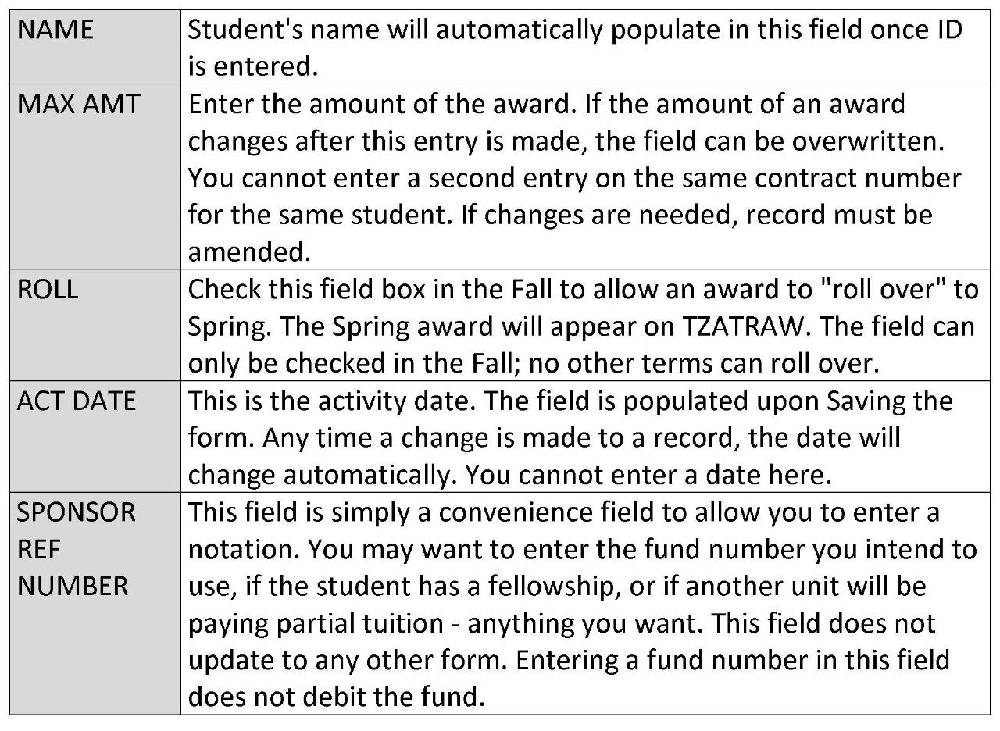 NAME
Student's name will automatically populate in this field once ID
is entered.
MAX AMT
Enter the amount of the award. If the amount of an award
changes after this entry is made, the field can be overwritten.
You cannot enter a second entry on the same contract number
for the same student. If changes are needed, record must be
amended.
ROLL
Check this field box in the Fall to allow an award to "roll over" to
Spring. The Spring award will appear on TZATRAW. The field can
only be checked in the Fall; no other terms can roll over.
ACT DATE
This is the activity date. The field is populated upon Saving the
form. Any time a change is made to a record, the date will
change automatically. You cannot enter a date here.
SPONSOR
REF
NUMBER
This field is simply a convenience field to allow you to enter a
notation. You may want to enter the fund number you intend to
use, if the student has a fellowship, or if another unit will be
paying partial tuition - anything you want. This field does not
update to any other form. Entering a fund number in this field
does not debit the fund.